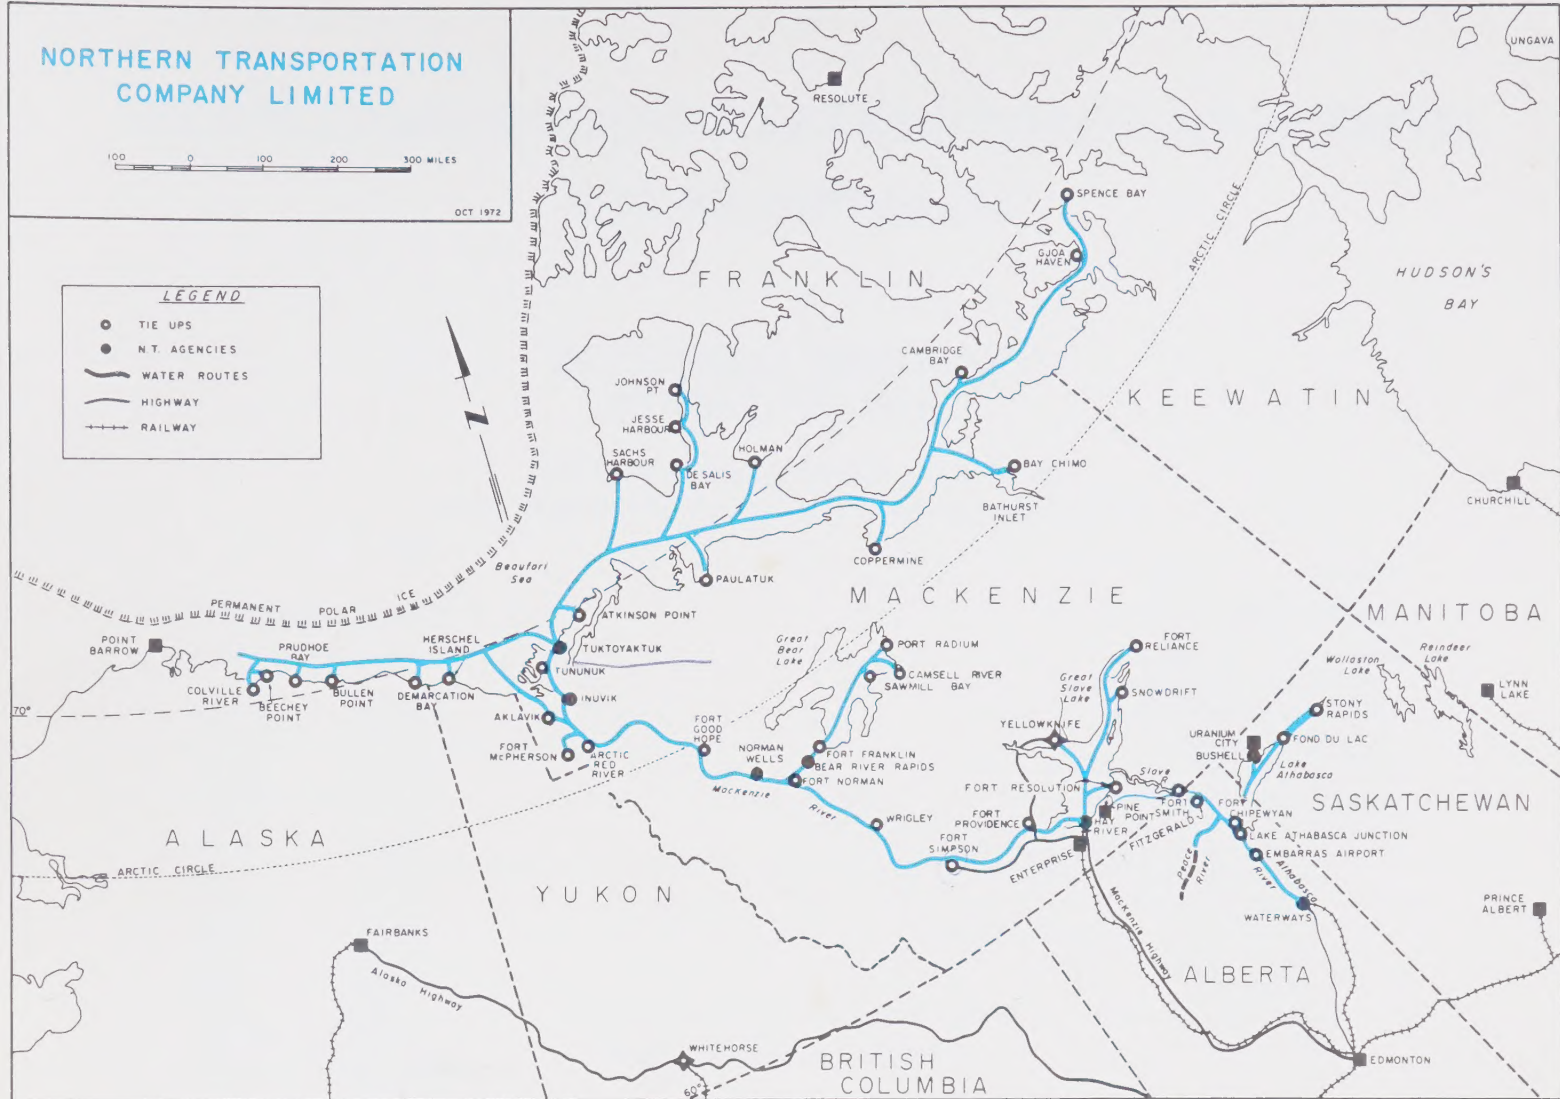 NORTHERN TRANSPORTATION
COMPANY LIMITED
100 0 100 200 300 MILES
OCT 1972
LEGEND
TIE UPS
N.T. AGENCIES
WATER ROUTES
HIGHWAY
RAILWAY
N
RESOLUTE
UNGAVA
SPENCE BAY
GJOA
HAVEN
ARCTIC CIRCLE
HUDSON'S
BAY
FRANKLIN
CAMBRIDGE
BAY
KEEWATIN
JOHNSON
PT
JESSE
HARBOUR
SACHS
HARBOUR
DE SALIS
BAY
HOLMAN
BAY CHIMO
BATHURST
INLET
CHURCHILL
COPPERMINE
Beaufort
Sea
PAULATUK
MACKENZIE
MANITOBA
PERMANENT POLAR ICE
ATKINSON POINT
POINT
BARROW
PRUDHOE
BAY
HERSCHEL
ISLAND
TUKTOYAKTUK
TUNUNUK
INUVIK
Great
Bear
Lake
PORT RADIUM
CAMSELL RIVER
SAWMILL BAY
FORT
RELIANCE
Great
Slave
Lake
SNOWDRIFT
Wollaston
Lake
Reindeer
Lake
LYNN
LAKE
COLVILLE
RIVER
BEECHEY
POINT
BULLEN
POINT
DEMARCATION
BAY
70°
AKLAVIK
FORT
McPHERSON
ARCTIC
RED
RIVER
FORT
GOOD
HOPE
NORMAN
WELLS
FORT FRANKLIN
BEAR RIVER RAPIDS
FORT NORMAN
MacKenzie River
YELLOWKNIFE
STONY
RAPIDS
URANIUM
CITY
BUSHELL
FOND DU LAC
Lake
Athabasca
Slave
R
FORT RESOLUTION
PINE
POINT
FORT
SMITH
FITZGERALD
FORT
CHIPEWYAN
LAKE ATHABASCA JUNCTION
EMBARRAS AIRPORT
Athabasca
River
Peace
River
WATERWAYS
SASKATCHEWAN
WRIGLEY
FORT
PROVIDENCE
FORT
SIMPSON
HAY
RIVER
ENTERPRISE
MacKenzie Highway
ALASKA
ARCTIC CIRCLE
YUKON
PRINCE
ALBERT
FAIRBANKS
Alaska Highway
ALBERTA
WHITEHORSE
60°
BRITISH
COLUMBIA
EDMONTON